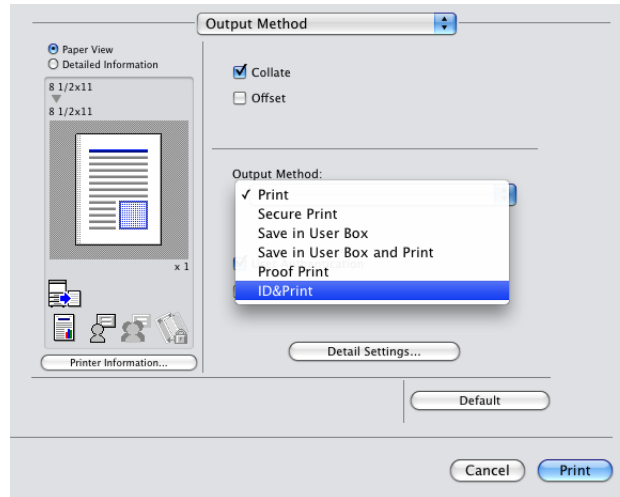 Output Method
Paper View
Detailed Information
8 1/2x11
8 1/2x11
x 1
Printer Information...
Collate
Offset
Output Method:
✓ Print
Secure Print
Save in User Box
Save in User Box and Print
Proof Print
ID&Print
Detail Settings...
Default
Cancel
Print